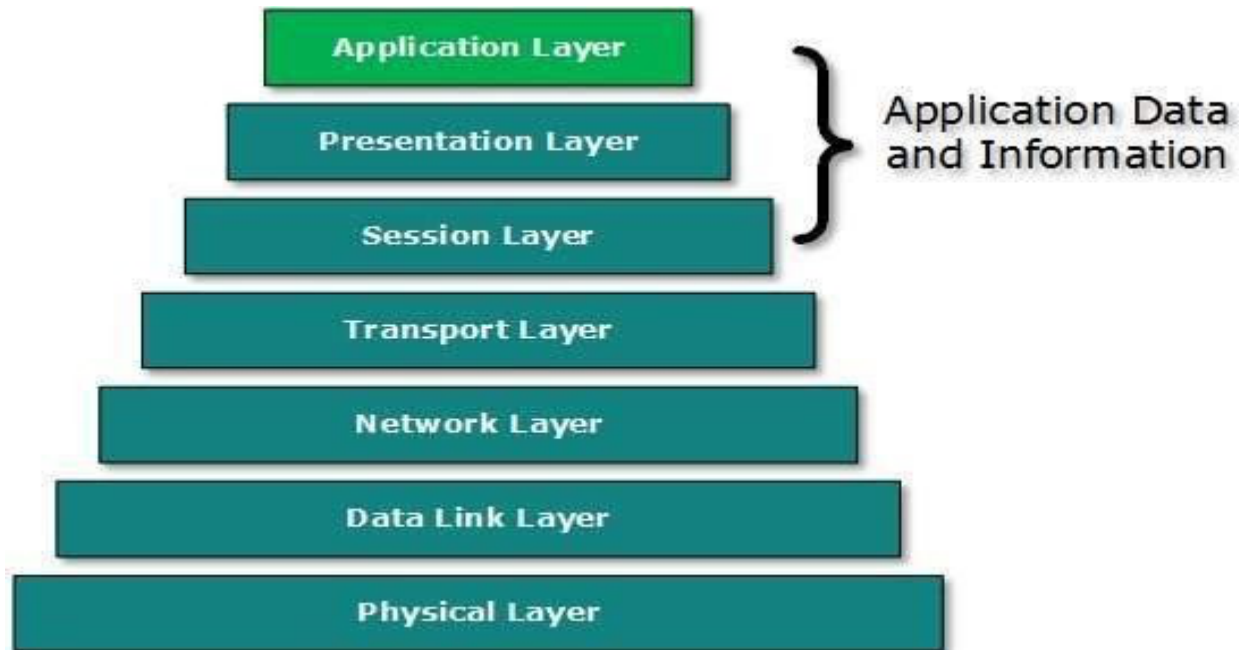 Application Layer
Presentation Layer
Session Layer
Transport Layer
Network Layer
Data Link Layer
Physical Layer
Application Data
and Information